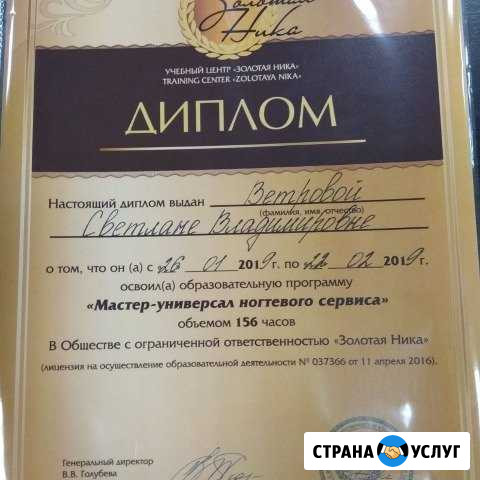 Золотая
Ника
УЧЕБНЫЙ ЦЕНТР «ЗОЛОТАЯ НИКА»
TRAINING CENTER «ZOLOTAYA NIKA»
ДИПЛОМ
Настоящий диплом выдан Ветровой
(фамилия, имя, отчество)
Светлане Владимировне
о том, что он (а) с 26 01 2019г. по 22 02 2019г.
освоил(а) образовательную программу
«Мастер-универсал ногтевого сервиса»
объемом 156 часов
В Обществе с ограниченной ответственностью «Золотая Ника»
(лицензия на осуществление образовательной деятельности № 037366 от 11 апреля 2016).
Генеральный директор
В.В. Голубева
СТРАНА УСЛУГ